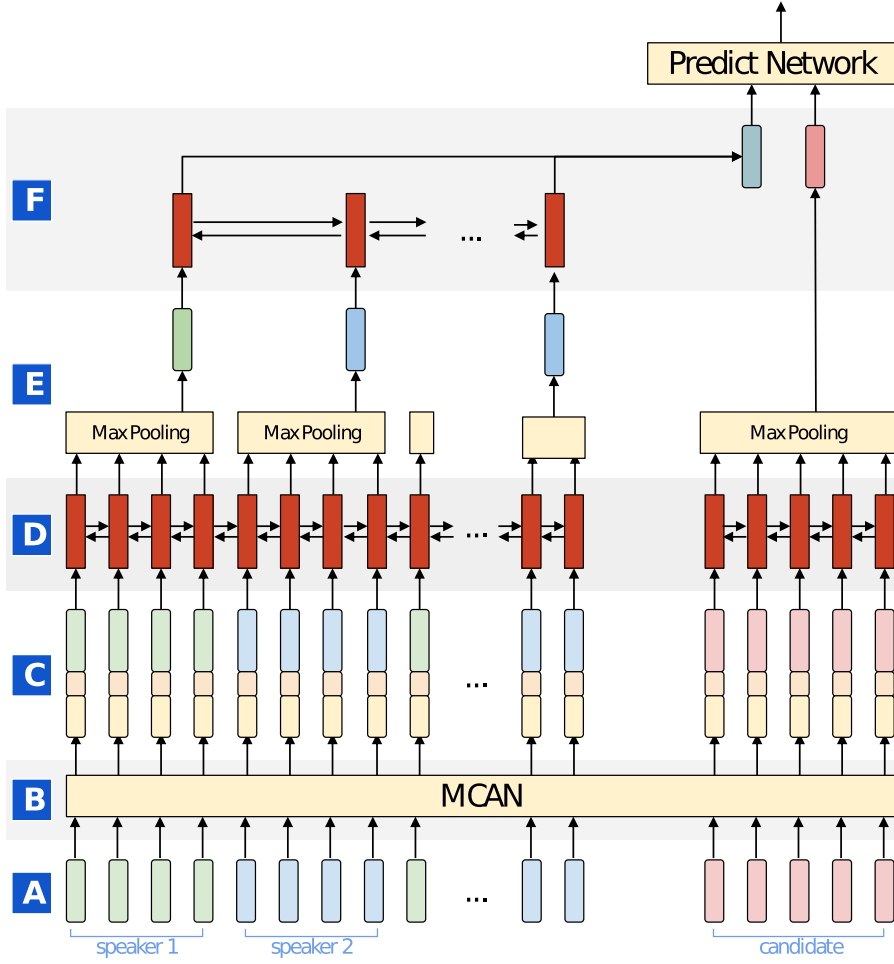 Predict Network
F
...
E
Max Pooling
Max Pooling
Max Pooling
D
...
C
...
B
MCAN
A
...
speaker 1
speaker 2
candidate